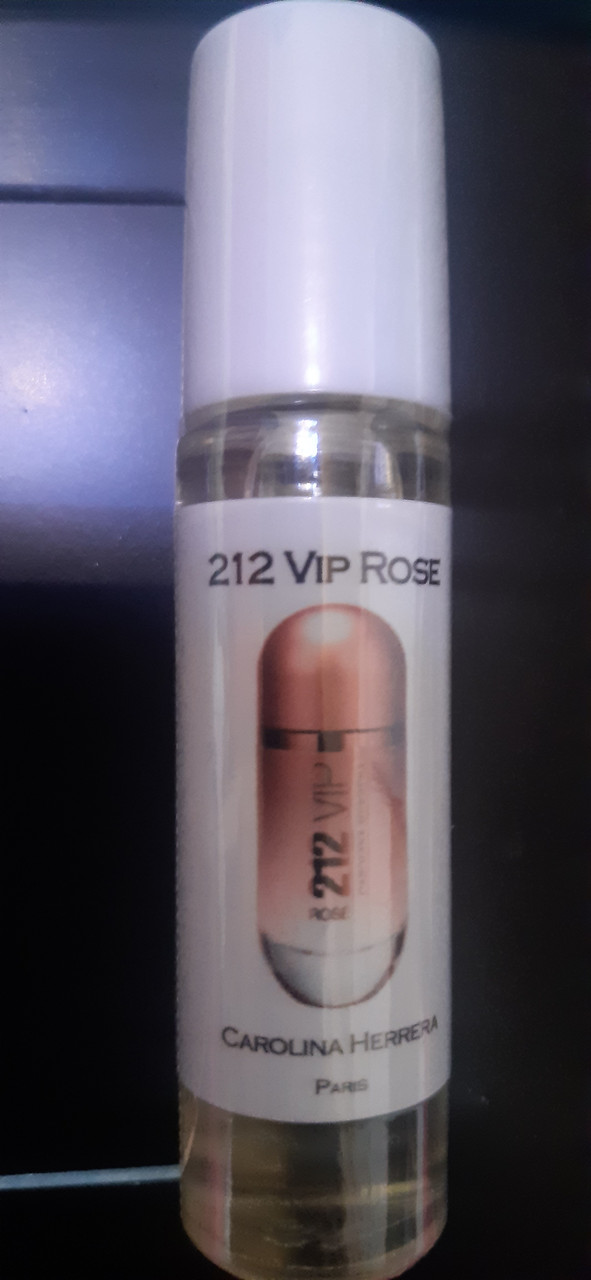 212 VIP ROSE
212 VIP
ROSE
CAROLINA HERRERA
PARIS